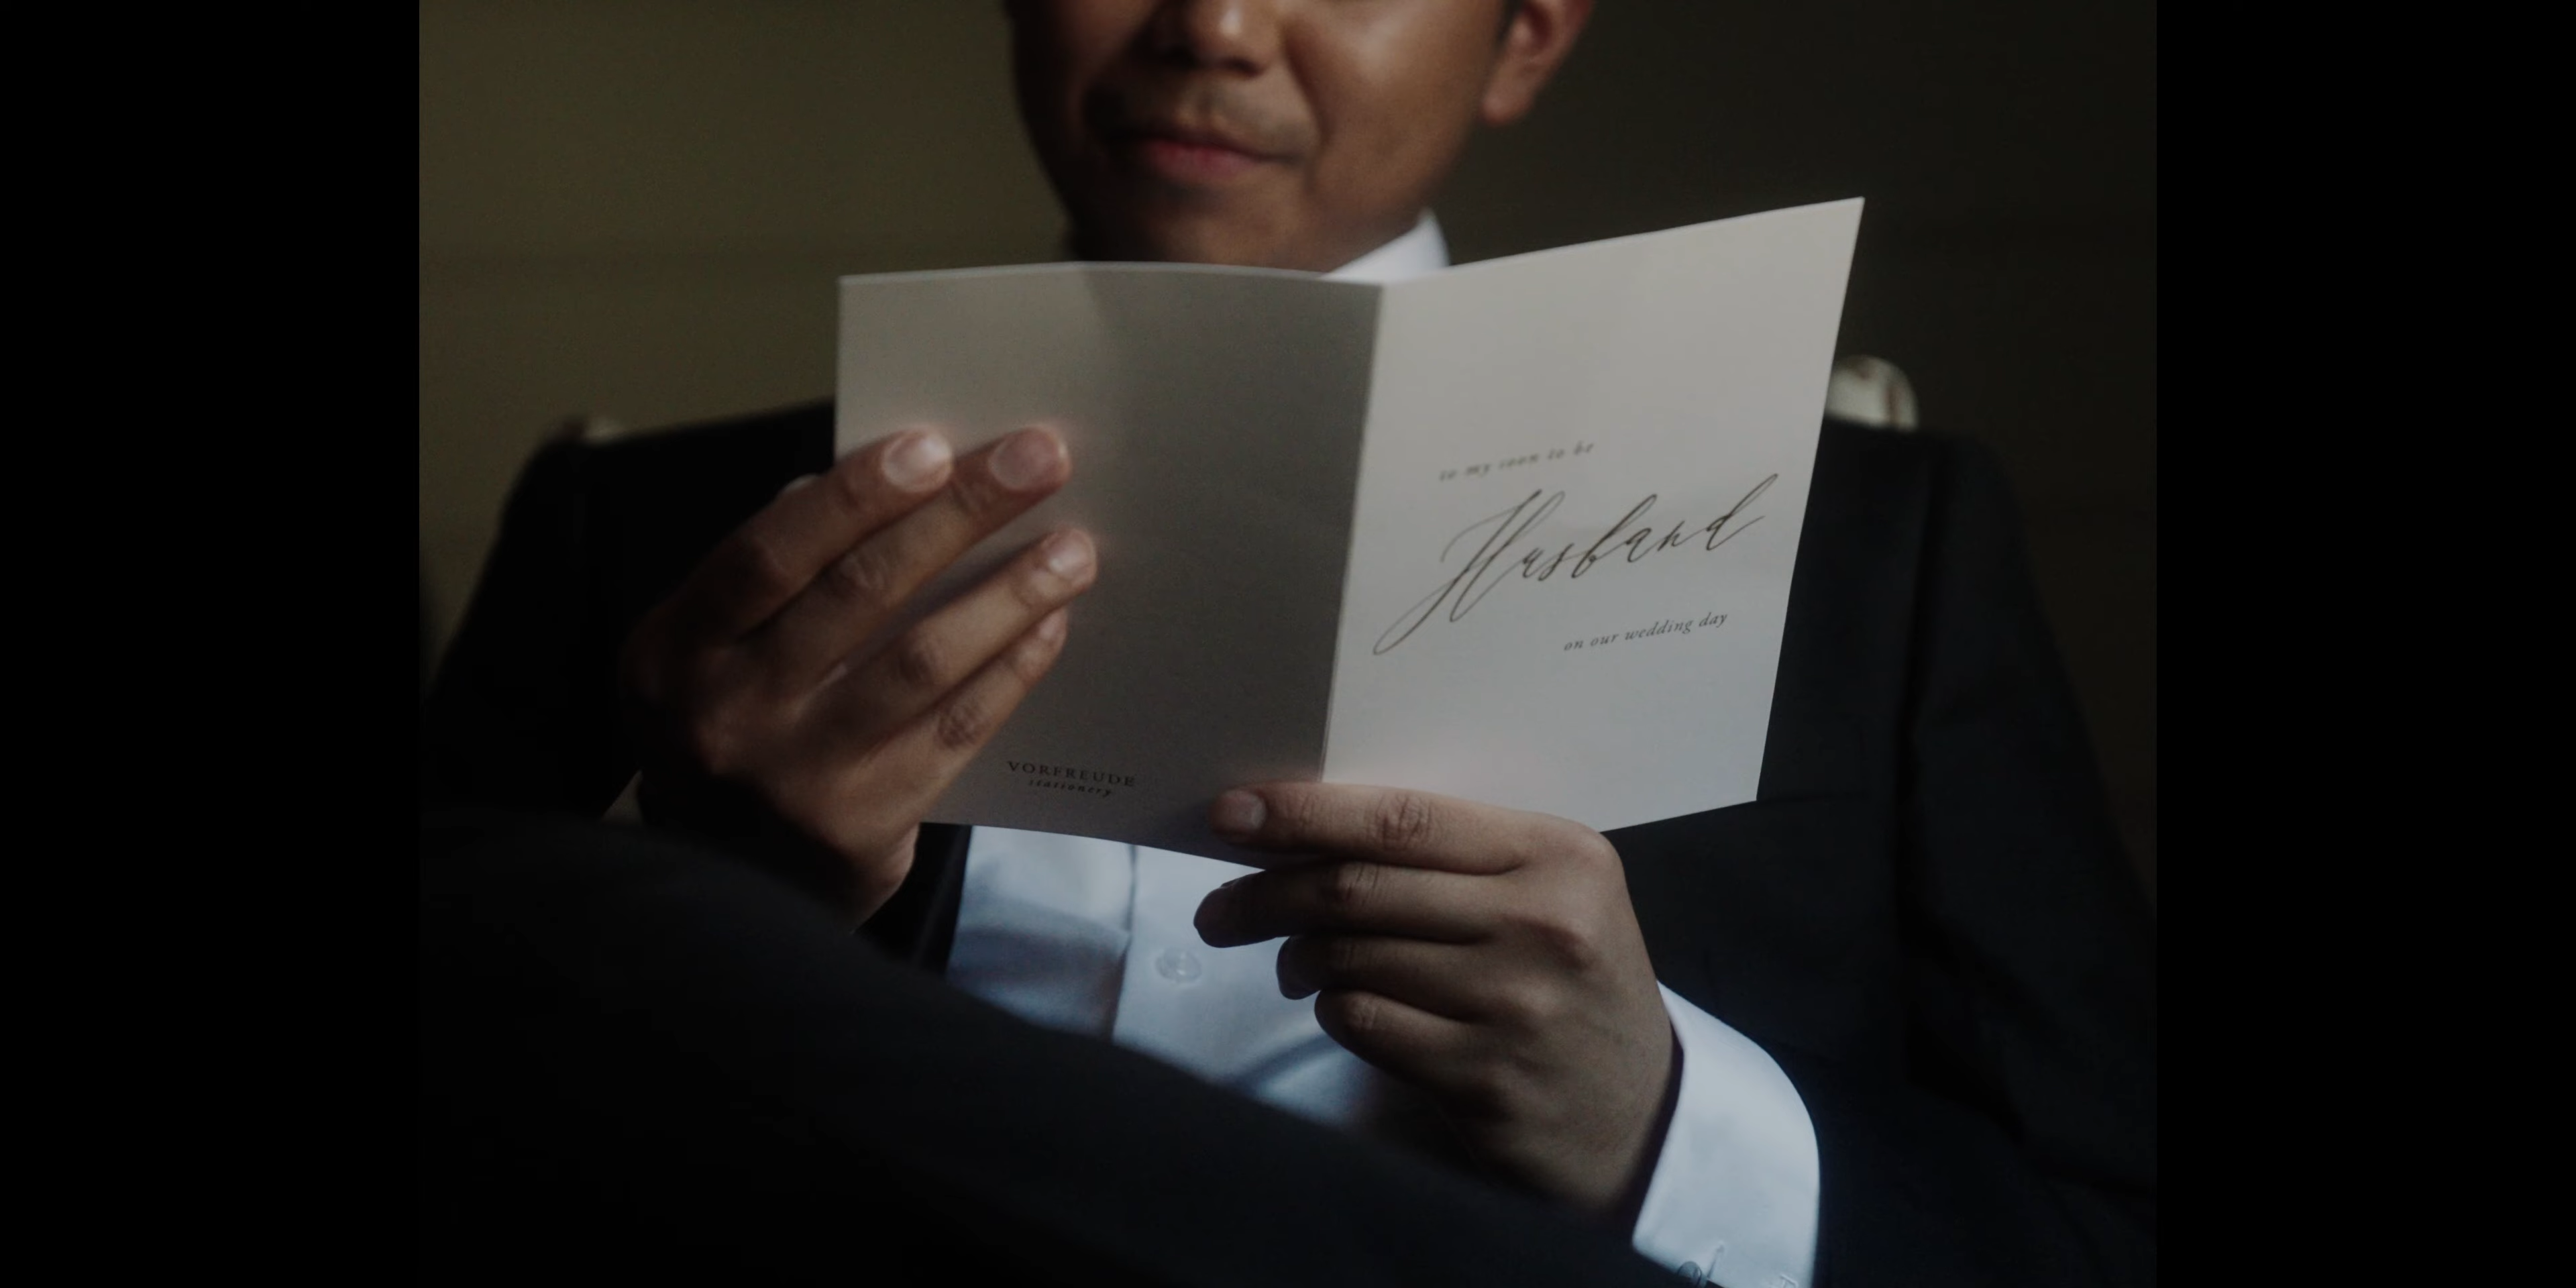 to my soon to be
Husband
on our wedding day
VORFREUDE
stationery